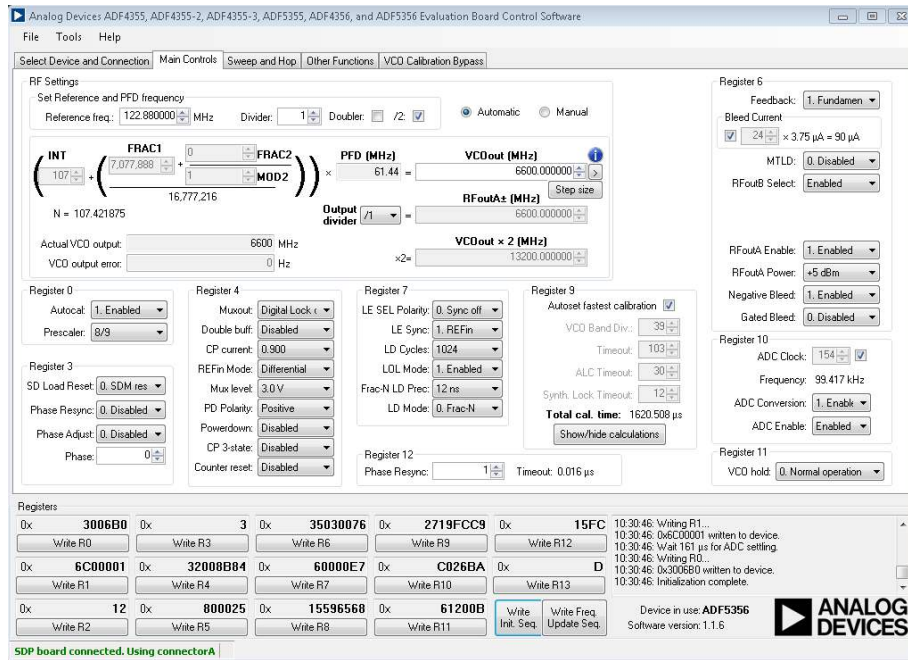 Analog Devices ADF4355, ADF4355-2, ADF4355-3, ADF5355, ADF4356, and ADF5356 Evaluation Board Control Software
File Tools Help
Select Device and Connection Main Controls Sweep and Hop Other Functions VCO Calibration Bypass
RF Settings
Set Reference and PFD frequency
Reference freq.: 122.880000 MHz Divider: 1 Doubler: /2:
Automatic Manual
INT
107
+
FRAC1
7,077,888
+
0
FRAC2
1
MOD2
16,777,216
×
PFD (MHz)
61.44 =
VCOout (MHz)
6600.000000 >
Step size
N = 107.421875
Output divider /1 =
RFoutA± (MHz)
6600.000000
Actual VCO output: 6600 MHz
VCO output error: 0 Hz
×2=
VCOout × 2 (MHz)
13200.000000
Register 0
Autocal: 1. Enabled
Prescaler: 8/9
Register 3
SD Load Reset: 0. SDM res
Phase Resync: 0. Disabled
Phase Adjust: 0. Disabled
Phase: 0
Register 4
Muxout: Digital Lock
Double buff: Disabled
CP current: 0.900
REFin Mode: Differential
Mux level: 3.0 V
PD Polarity: Positive
Powerdown: Disabled
CP 3-state: Disabled
Counter reset: Disabled
Register 7
LE SEL Polarity: 0. Sync off
LE Sync: 1. REFin
LD Cycles: 1024
LOL Mode: 1. Enabled
Frac-N LD Prec: 12 ns
LD Mode: 0. Frac-N
Register 12
Phase Resync: 1 Timeout: 0.016 µs
Register 9
Autoset fastest calibration
VCO Band Div.: 39
Timeout: 103
ALC Timeout: 30
Synth. Lock Timeout: 12
Total cal. time: 1620.508 µs
Show/hide calculations
Register 6
Feedback: 1. Fundamen
Bleed Current
24 × 3.75 µA = 90 µA
MTLD: 0. Disabled
RFoutB Select: Enabled
RFoutA Enable: 1. Enabled
RFoutA Power: +5 dBm
Negative Bleed: 1. Enabled
Gated Bleed: 0. Disabled
Register 10
ADC Clock: 154
Frequency: 99.417 kHz
ADC Conversion: 1. Enabl
ADC Enable: Enabled
Register 11
VCO hold: 0. Normal operation
Registers
0x 3006B0 0x 3 0x 35030076 0x 2719FCC9 0x 15FC
Write R0 Write R3 Write R6 Write R9 Write R12
0x 6C00001 0x 32008B84 0x 60000E7 0x C026BA 0x D
Write R1 Write R4 Write R7 Write R10 Write R13
0x 12 0x 800025 0x 15596568 0x 61200B
Write R2 Write R5 Write R8 Write R11
Write Init. Seq.
Write Freq. Update Seq.
10:30:46: Writing R1...
10:30:46: 0x6C00001 written to device.
10:30:46: Wait 161 µs for ADC settling.
10:30:46: Writing R0...
10:30:46: 0x3006B0 written to device.
10:30:46: Initialization complete.
Device in use: ADF5356
Software version: 1.1.6
ANALOG
DEVICES
SDP board connected. Using connectorA